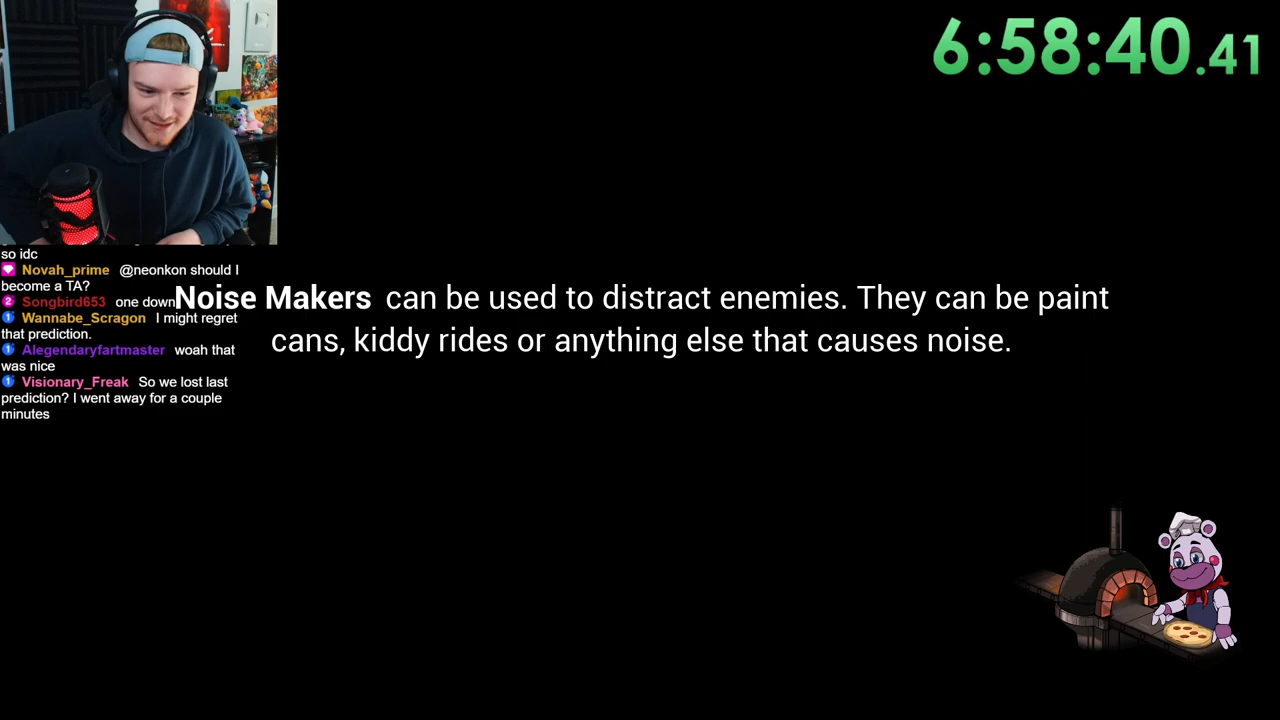 6:58:40.41
so idc
Novah_prime @neonkon should I
become a TA?
Songbird653 one down
Wannabe_Scragon I might regret
that prediction.
Alegendaryfartmaster woah that
was nice
Visionary_Freak So we lost last
prediction? I went away for a couple
minutes
Noise Makers can be used to distract enemies. They can be paint
cans, kiddy rides or anything else that causes noise.